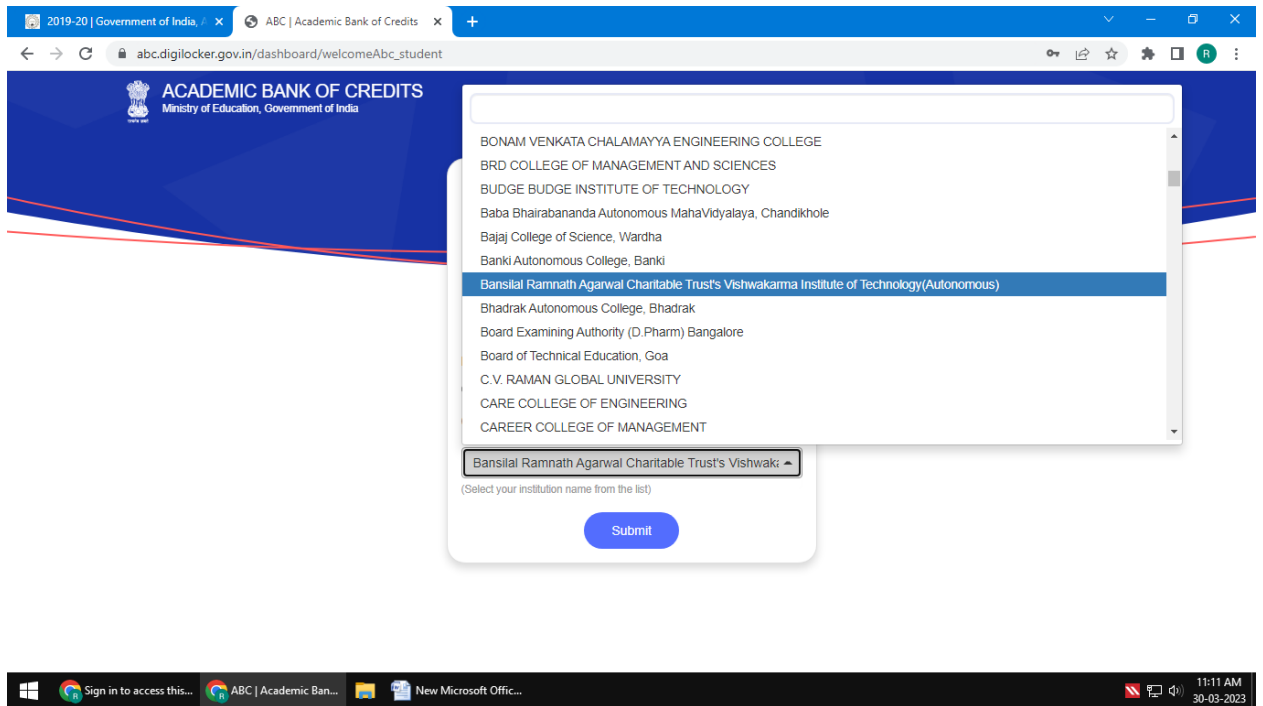 2019-20 | Government of India, A
ABC | Academic Bank of Credits
abc.digilocker.gov.in/dashboard/welcomeAbc_student
R
ACADEMIC BANK OF CREDITS
Ministry of Education, Government of India
BONAM VENKATA CHALAMAYYA ENGINEERING COLLEGE
BRD COLLEGE OF MANAGEMENT AND SCIENCES
BUDGE BUDGE INSTITUTE OF TECHNOLOGY
Baba Bhairabananda Autonomous MahaVidyalaya, Chandikhole
Bajaj College of Science, Wardha
Banki Autonomous College, Banki
Bansilal Ramnath Agarwal Charitable Trust's Vishwakarma Institute of Technology(Autonomous)
Bhadrak Autonomous College, Bhadrak
Board Examining Authority (D.Pharm) Bangalore
Board of Technical Education, Goa
C.V. RAMAN GLOBAL UNIVERSITY
CARE COLLEGE OF ENGINEERING
CAREER COLLEGE OF MANAGEMENT
Bansilal Ramnath Agarwal Charitable Trust's Vishwaka
(Select your institution name from the list)
Submit
Sign in to access this... ABC | Academic Ban... New Microsoft Offic...
11:11 AM
30-03-2023